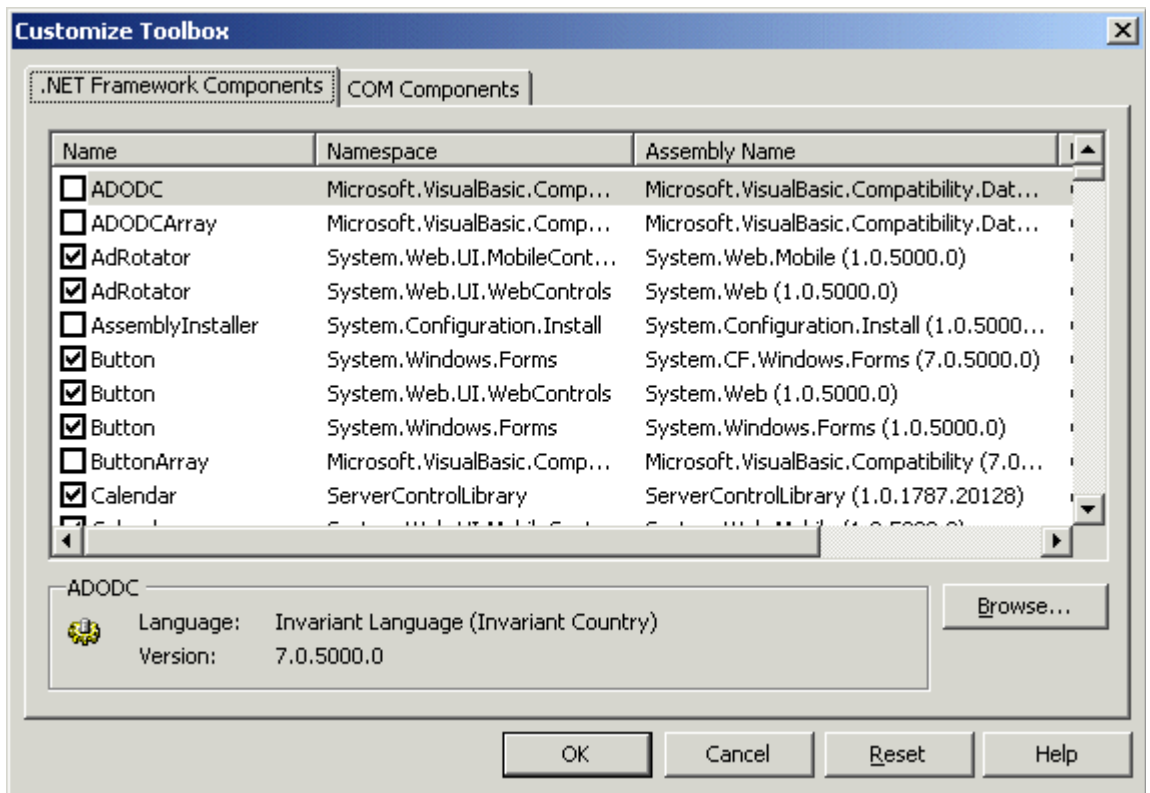 Customize Toolbox
.NET Framework Components COM Components
Name Namespace Assembly Name
ADODC Microsoft.VisualBasic.Comp... Microsoft.VisualBasic.Compatibility.Dat...
ADODCArray Microsoft.VisualBasic.Comp... Microsoft.VisualBasic.Compatibility.Dat...
AdRotator System.Web.UI.MobileCont... System.Web.Mobile (1.0.5000.0)
AdRotator System.Web.UI.WebControls System.Web (1.0.5000.0)
AssemblyInstaller System.Configuration.Install System.Configuration.Install (1.0.5000...
Button System.Windows.Forms System.CF.Windows.Forms (7.0.5000.0)
Button System.Web.UI.WebControls System.Web (1.0.5000.0)
Button System.Windows.Forms System.Windows.Forms (1.0.5000.0)
ButtonArray Microsoft.VisualBasic.Comp... Microsoft.VisualBasic.Compatibility (7.0...
Calendar ServerControlLibrary ServerControlLibrary (1.0.1787.20128)
ADODC
Language: Invariant Language (Invariant Country)
Browse...
Version: 7.0.5000.0
OK Cancel Reset Help